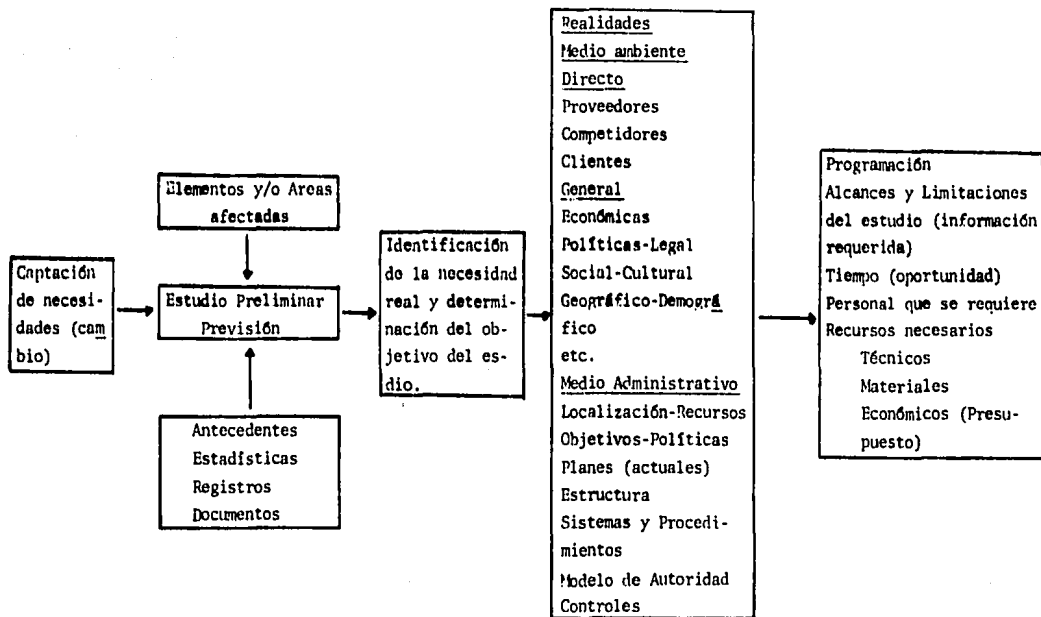 Captación
de necesi-
dades (cam
bio)
Elementos y/o Areas
afectadas
Estudio Preliminar
Previsión
Antecedentes
Estadísticas
Registros
Documentos
Identificación
de la necesidad
real y determi-
nación del ob-
jetivo del es-
dio.
Realidades
Medio ambiente
Directo
Proveedores
Competidores
Clientes
General
Económicas
Políticas-Legal
Social-Cultural
Geográfico-Demográ
fico
etc.
Medio Administrativo
Localización-Recursos
Objetivos-Políticas
Planes (actuales)
Estructura
Sistemas y Procedi-
mientos
Modelo de Autoridad
Controles
Programación
Alcances y Limitaciones
del estudio (información
requerida)
Tiempo (oportunidad)
Personal que se requiere
Recursos necesarios
Técnicos
Materiales
Económicos (Presu-
puesto)